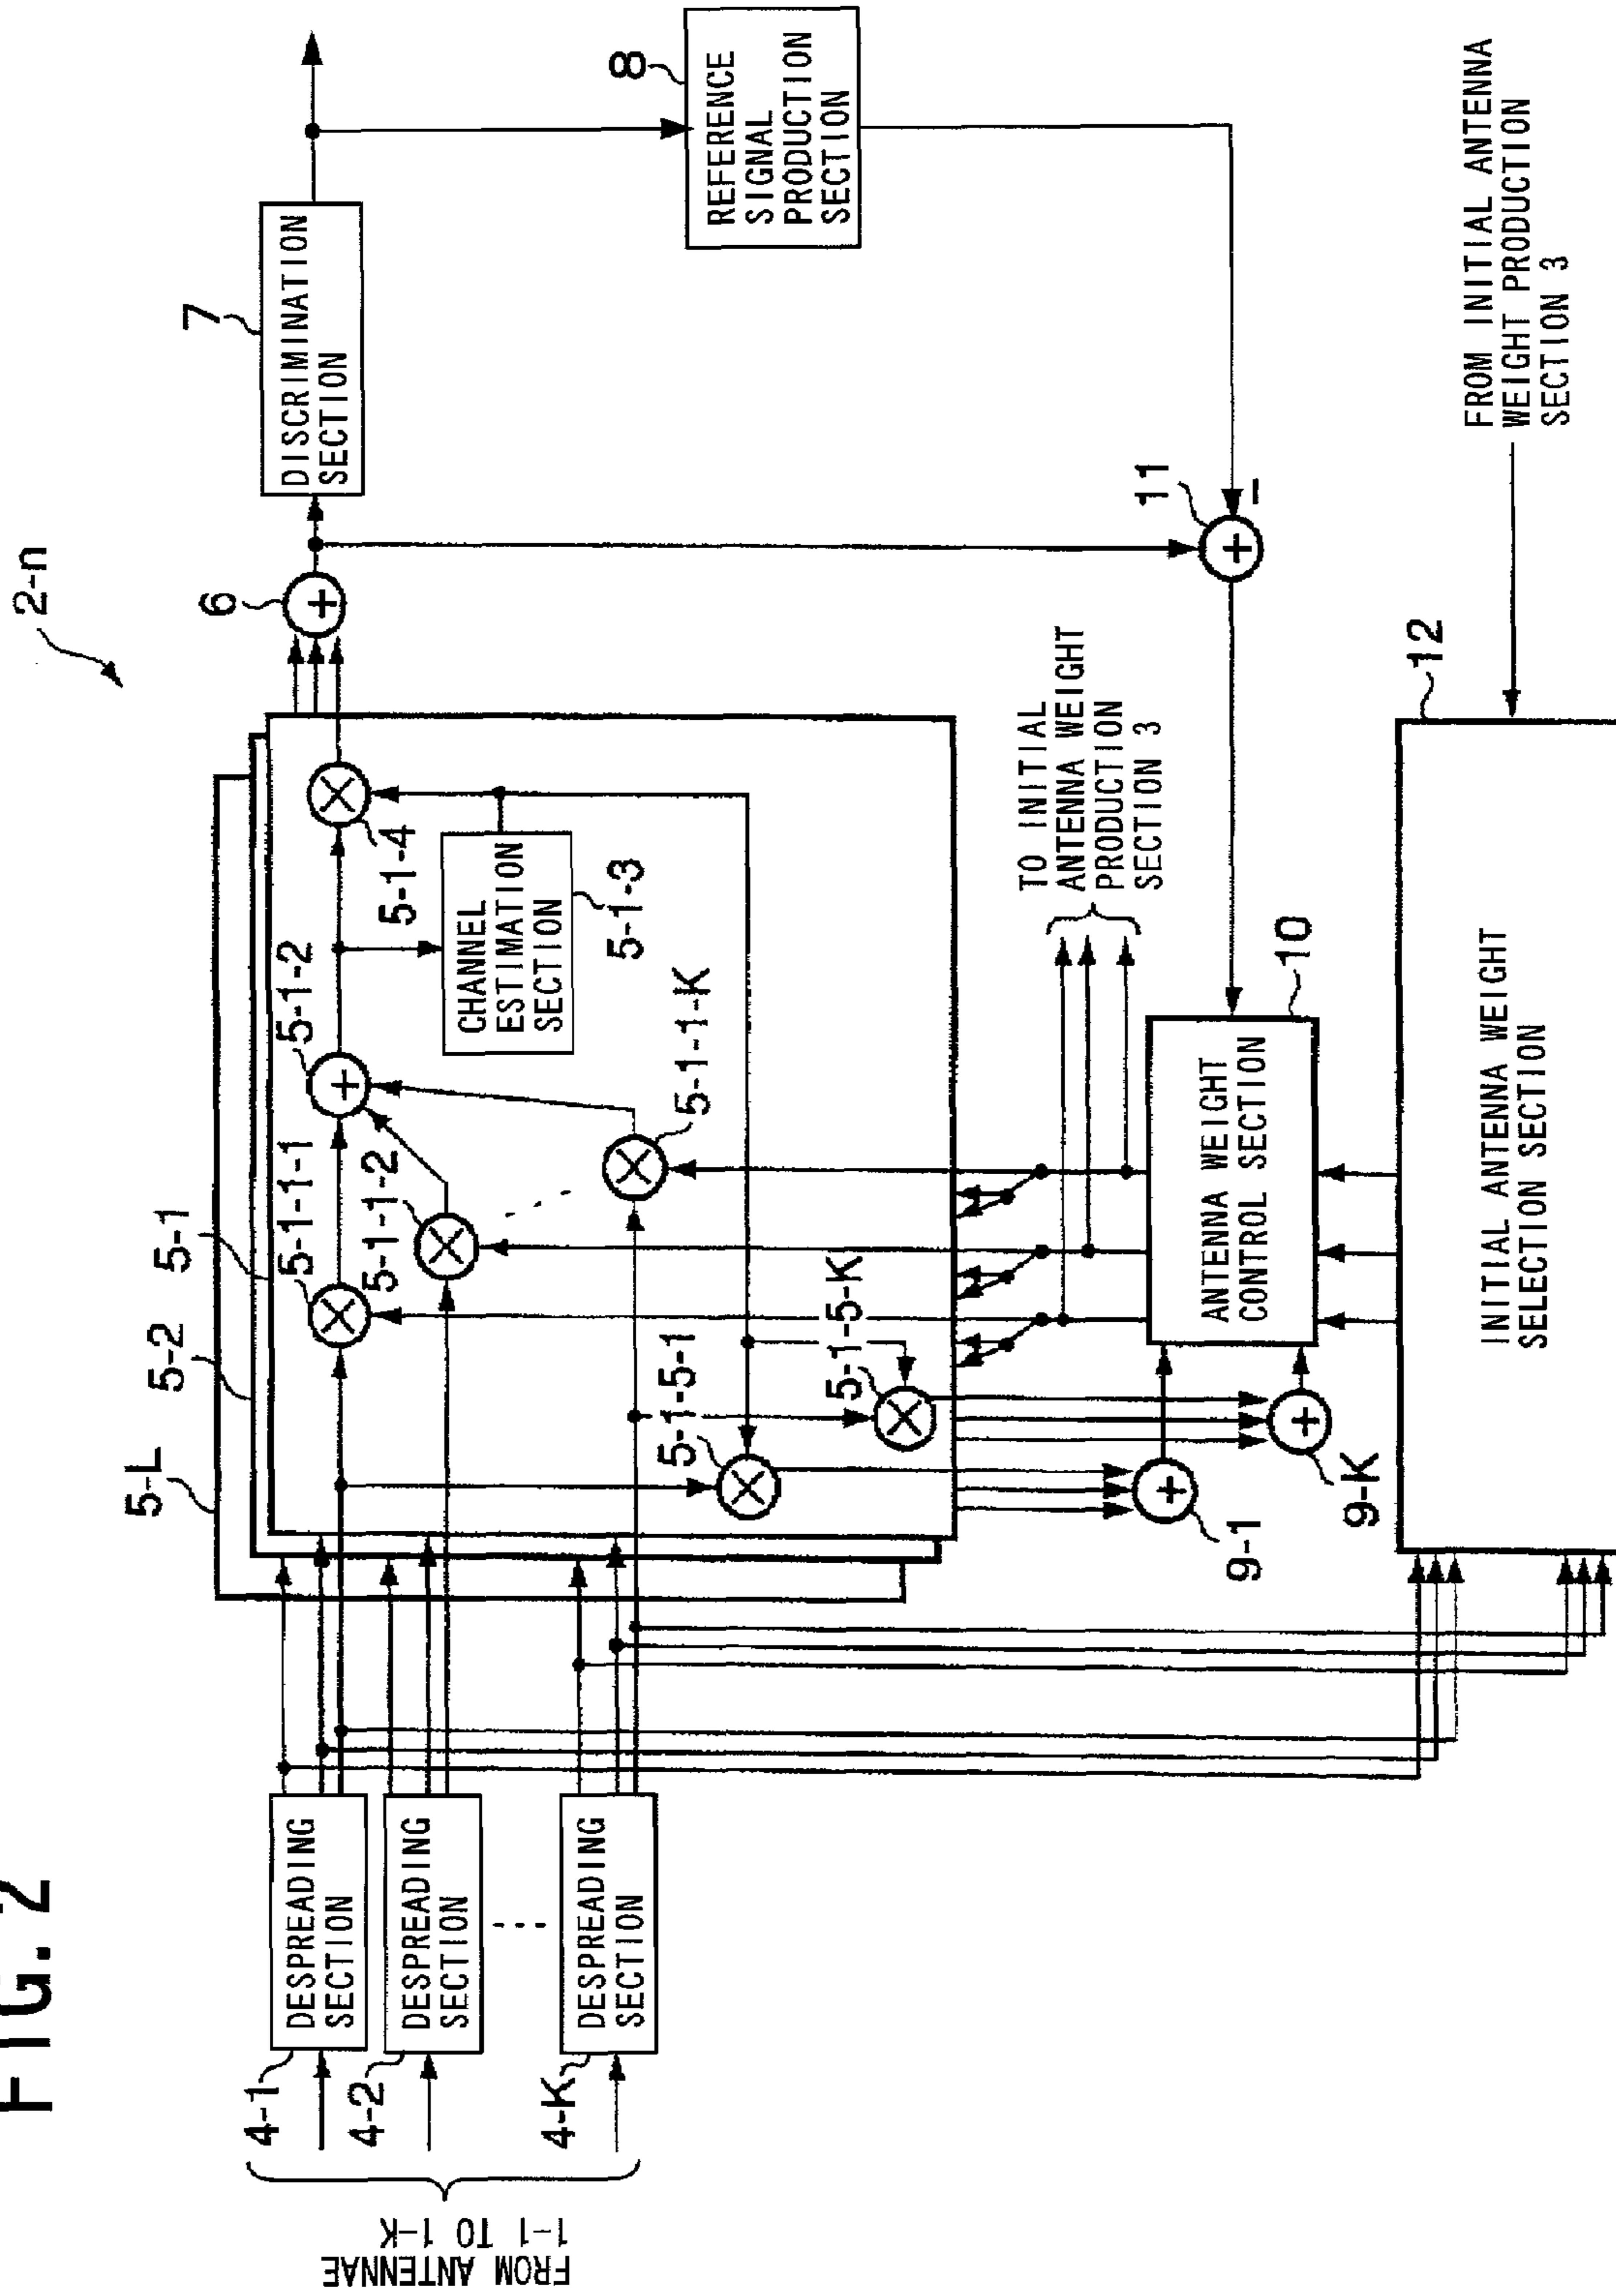 FIG. 2
2-n
5-L
5-2
5-1
6
7
DISCRIMINATION
SECTION
8
REFERENCE
SIGNAL
PRODUCTION
SECTION
4-1
DESPREADING
SECTION
4-2
DESPREADING
SECTION
4-K
DESPREADING
SECTION
FROM ANTENNAE
1-1 TO 1-K
5-1-1-1
5-1-1-2
5-1-1-K
5-1-2
5-1-4
CHANNEL
ESTIMATION
SECTION
5-1-3
5-1-5-1
5-1-5-K
TO INITIAL
ANTENNA WEIGHT
PRODUCTION
SECTION 3
11
9-1
9-K
10
ANTENNA WEIGHT
CONTROL SECTION
12
INITIAL ANTENNA WEIGHT
SELECTION SECTION
FROM INITIAL ANTENNA
WEIGHT PRODUCTION
SECTION 3